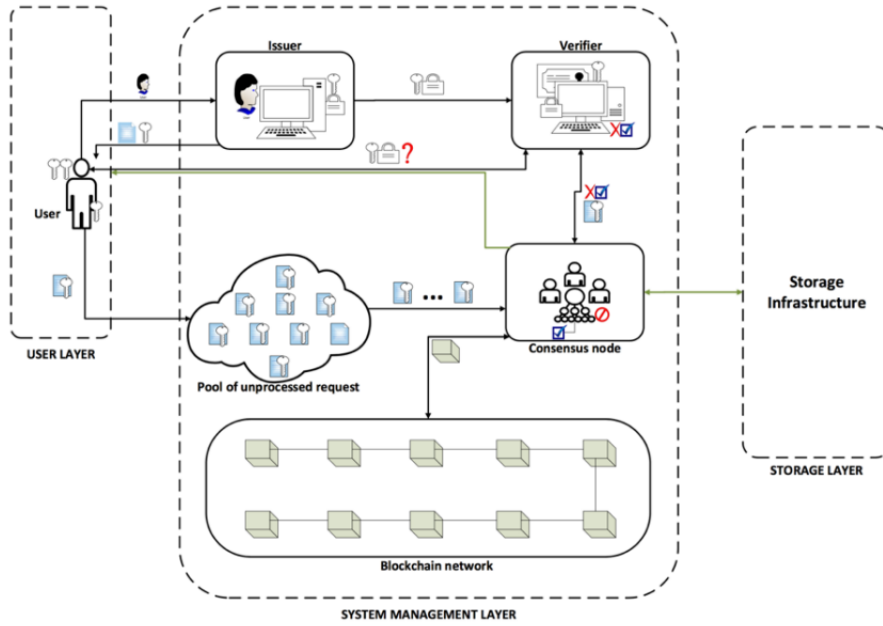 Issuer
Verifier
?
User
Storage
Infrastructure
...
Consensus node
USER LAYER
Pool of unprocessed request
STORAGE LAYER
Blockchain network
SYSTEM MANAGEMENT LAYER